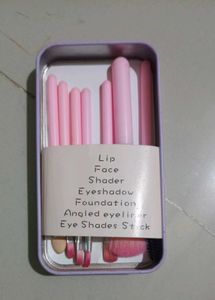 Lip
Face
Shader
Eyeshadow
Foundation
Angled eyeliner
Eye Shades Stick